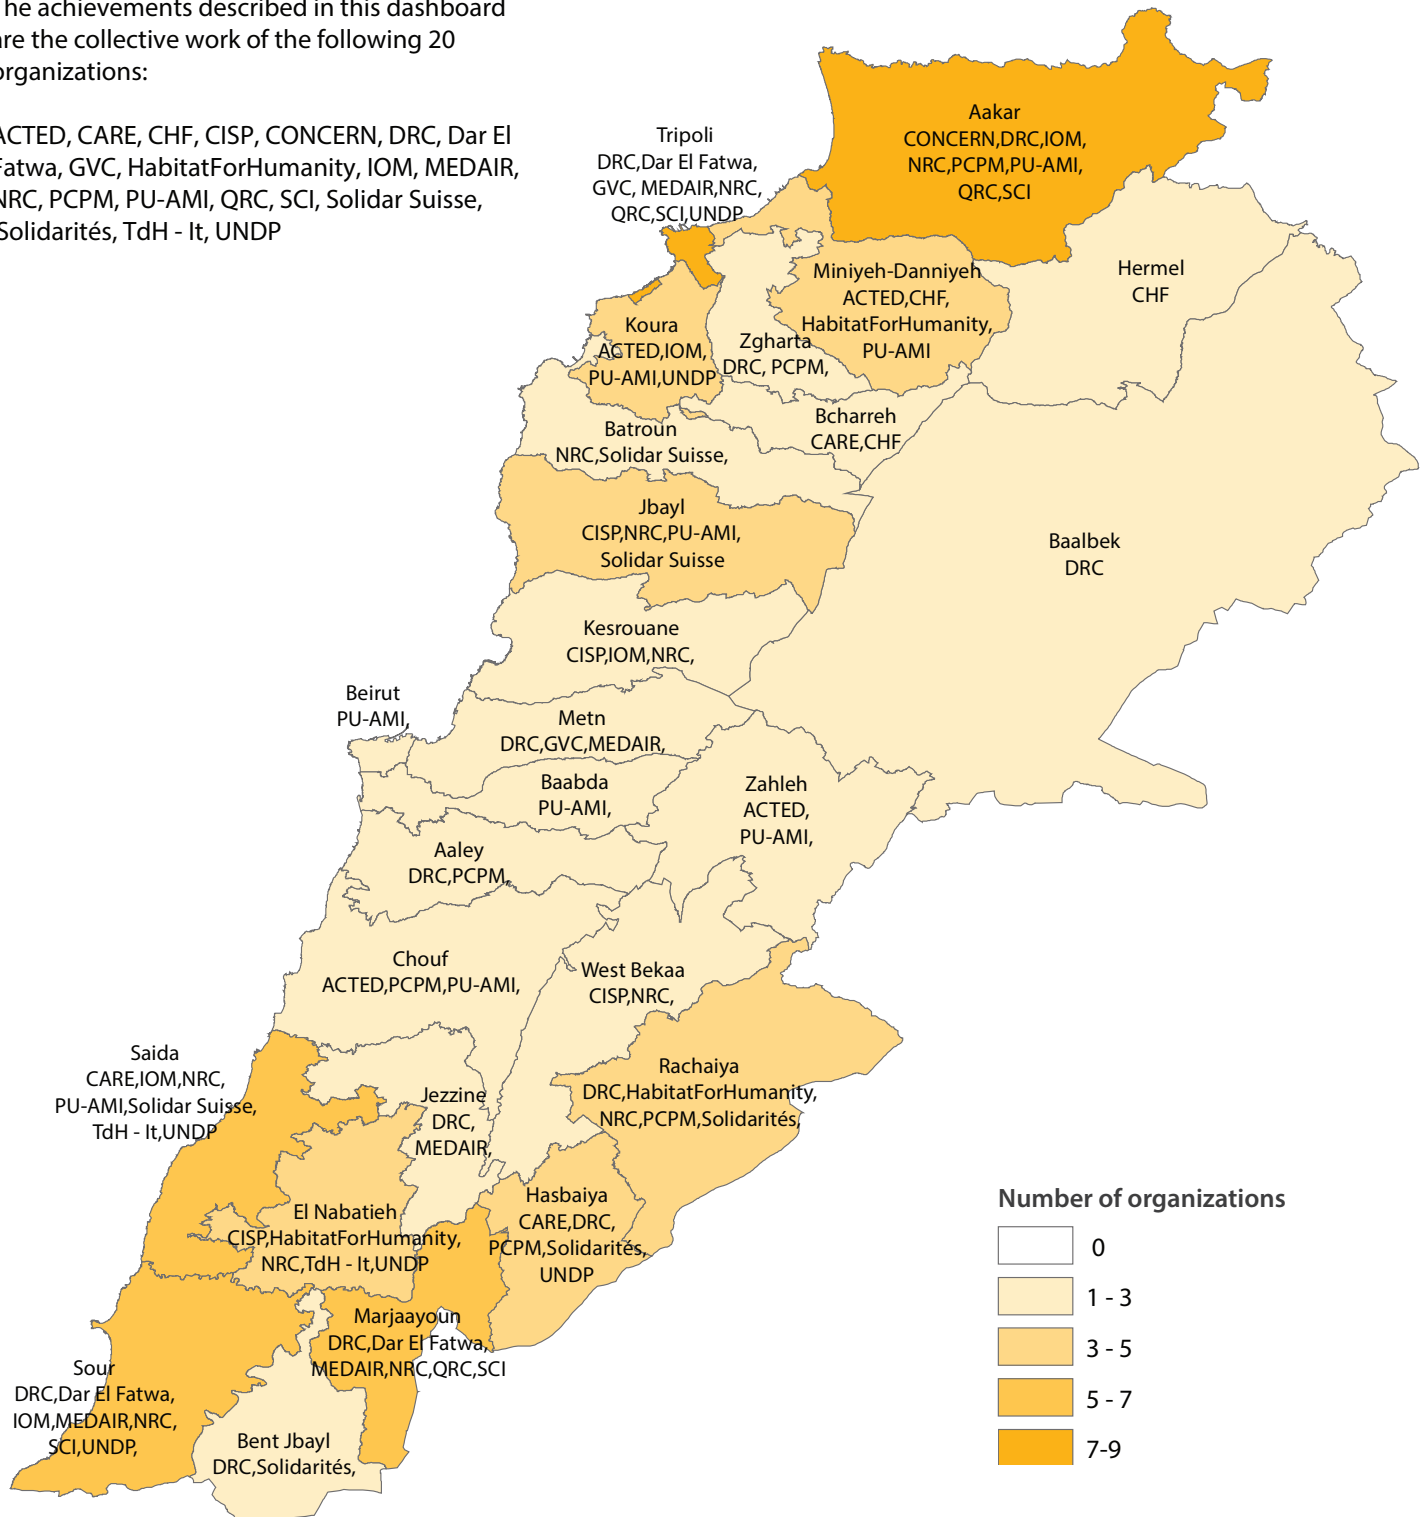 he achievements described in this dashboard
re the collective work of the following 20
rganizations:
ACTED, CARE, CHF, CISP, CONCERN, DRC, Dar El
Fatwa, GVC, HabitatForHumanity, IOM, MEDAIR,
NRC, PCPM, PU-AMI, QRC, SCI, Solidar Suisse,
Solidarités, TdH - It, UNDP
Aakar
CONCERN,DRC,IOM,
NRC,PCPM,PU-AMI,
QRC,SCI
Tripoli
DRC,Dar El Fatwa,
GVC, MEDAIR,NRC,
QRC,SCI,UNDP
Hermel
CHF
Miniyeh-Danniyeh
ACTED,CHF,
HabitatForHumanity,
PU-AMI
Koura
ACTED,IOM,
PU-AMI,UNDP
Zgharta
DRC, PCPM,
Bcharreh
CARE,CHF
Batroun
NRC,Solidar Suisse,
Jbayl
CISP,NRC,PU-AMI,
Solidar Suisse
Baalbek
DRC
Kesrouane
CISP,IOM,NRC,
Beirut
PU-AMI,
Metn
DRC,GVC,MEDAIR,
Baabda
PU-AMI,
Zahleh
ACTED,
PU-AMI,
Aaley
DRC,PCPM,
Chouf
ACTED,PCPM,PU-AMI,
West Bekaa
CISP,NRC,
Saida
CARE,IOM,NRC,
PU-AMI,Solidar Suisse,
TdH - It,UNDP
Jezzine
DRC,
MEDAIR,
Rachaiya
DRC,HabitatForHumanity,
NRC,PCPM,Solidarités,
El Nabatieh
CISP,HabitatForHumanity,
NRC,TdH - It,UNDP
Hasbaiya
CARE,DRC,
PCPM,Solidarités,
UNDP
Marjaayoun
DRC,Dar El Fatwa,
MEDAIR,NRC,QRC,SCI
Sour
DRC,Dar El Fatwa,
IOM,MEDAIR,NRC,
SCI,UNDP,
Bent Jbayl
DRC,Solidarités,
Number of organizations
0
1 - 3
3 - 5
5 - 7
7-9